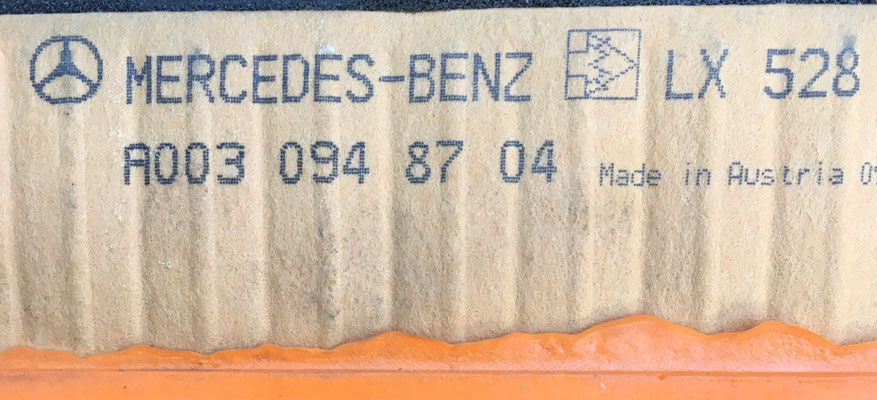 MERCEDES-BENZ LX 528
A003 094 87 04 Made in Austria